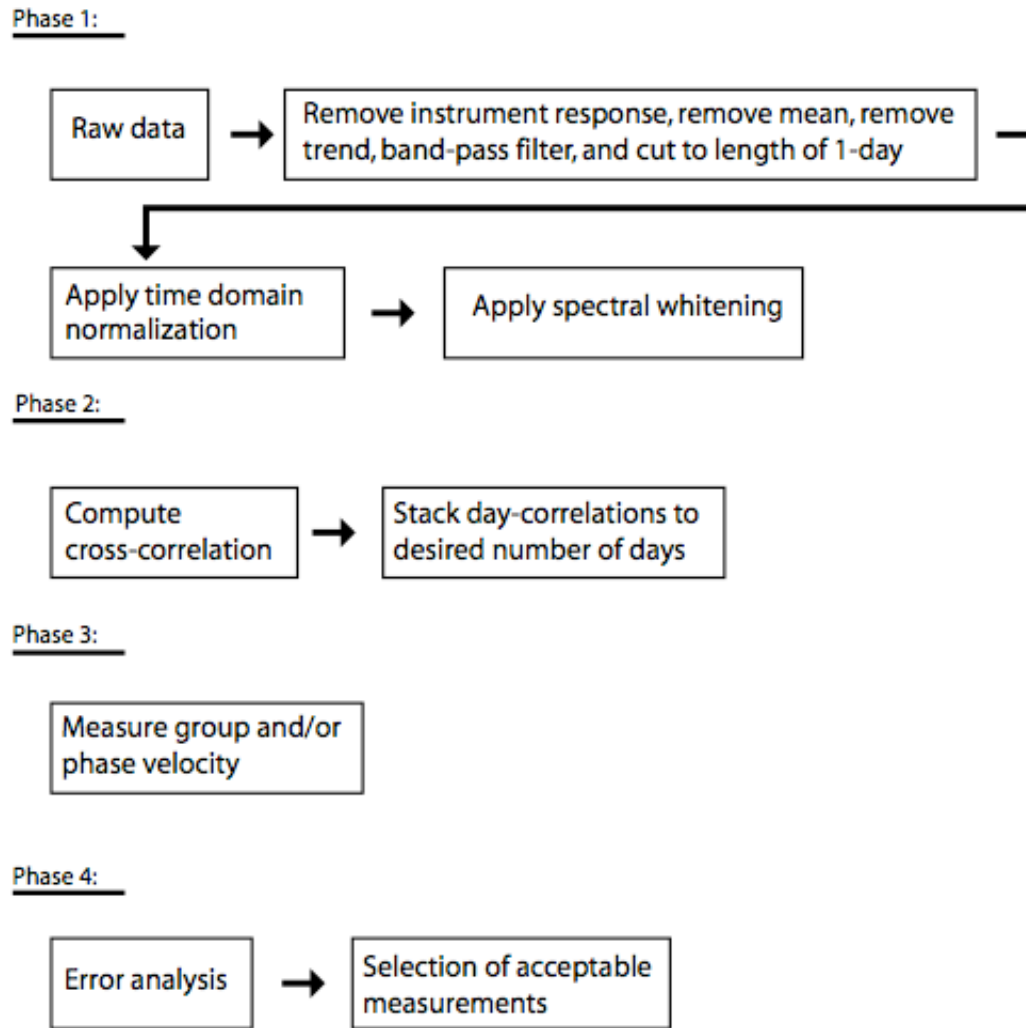 Phase 1:
Raw data
Remove instrument response, remove mean, remove
trend, band-pass filter, and cut to length of 1-day
Apply time domain
normalization
Apply spectral whitening
Phase 2:
Compute
cross-correlation
Stack day-correlations to
desired number of days
Phase 3:
Measure group and/or
phase velocity
Phase 4:
Error analysis
Selection of acceptable
measurements